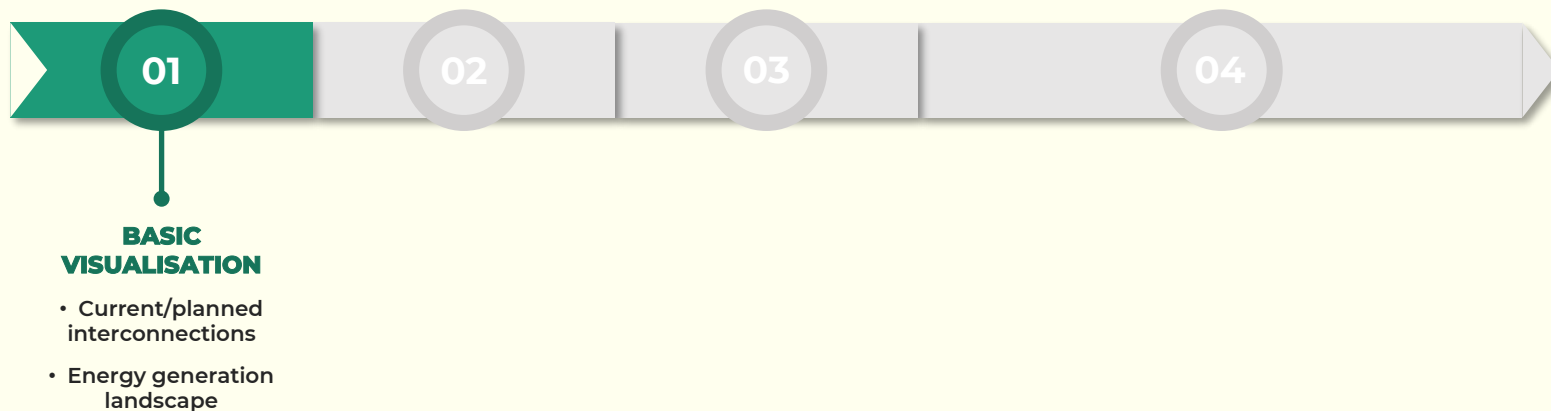 01
02
03
04
BASIC
VISUALISATION
• Current/planned
interconnections
• Energy generation
landscape